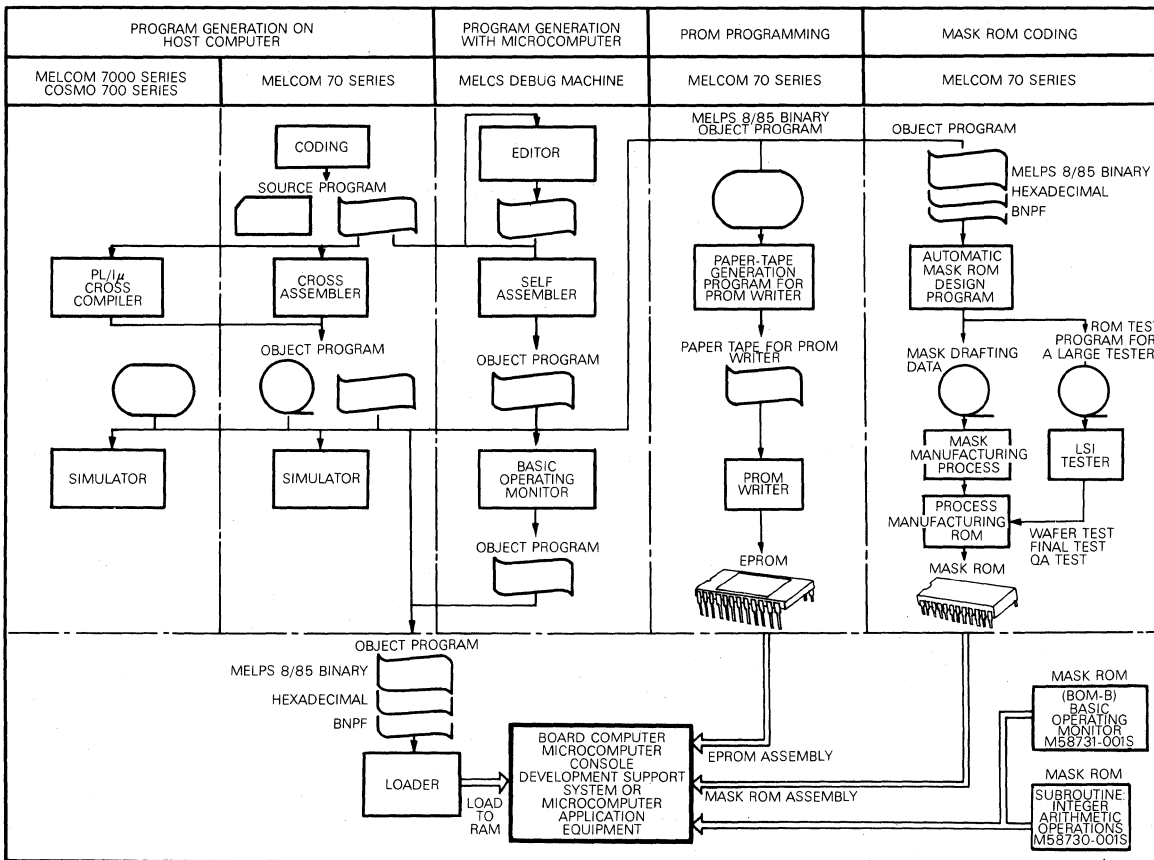 PROGRAM GENERATION ON
HOST COMPUTER
PROGRAM GENERATION
WITH MICROCOMPUTER
PROM PROGRAMMING
MASK ROM CODING
MELCOM 7000 SERIES
COSMO 700 SERIES
MELCOM 70 SERIES
MELCS DEBUG MACHINE
MELCOM 70 SERIES
MELCOM 70 SERIES
CODING
SOURCE PROGRAM
PL/Iμ
CROSS
COMPILER
CROSS
ASSEMBLER
OBJECT PROGRAM
SIMULATOR
SIMULATOR
EDITOR
SELF
ASSEMBLER
OBJECT PROGRAM
BASIC
OPERATING
MONITOR
OBJECT PROGRAM
MELPS 8/85 BINARY
OBJECT PROGRAM
PAPER-TAPE
GENERATION
PROGRAM FOR
PROM WRITER
PAPER TAPE FOR PROM
WRITER
PROM
WRITER
EPROM
OBJECT PROGRAM
MELPS 8/85 BINARY
HEXADECIMAL
BNPF
AUTOMATIC
MASK ROM
DESIGN
PROGRAM
MASK DRAFTING
DATA
ROM TEST
PROGRAM FOR
A LARGE TESTER
MASK
MANUFACTURING
PROCESS
LSI
TESTER
PROCESS
MANUFACTURING
ROM
WAFER TEST
FINAL TEST
QA TEST
MASK ROM
OBJECT PROGRAM
MELPS 8/85 BINARY
HEXADECIMAL
BNPF
LOADER
LOAD
TO
RAM
BOARD COMPUTER
MICROCOMPUTER
CONSOLE
DEVELOPMENT SUPPORT
SYSTEM OR
MICROCOMPUTER
APPLICATION
EQUIPMENT
EPROM ASSEMBLY
MASK ROM ASSEMBLY
MASK ROM
(BOM-B)
BASIC
OPERATING
MONITOR
M58731-001S
MASK ROM
SUBROUTINE:
INTEGER
ARITHMETIC
OPERATIONS
M58730-001S